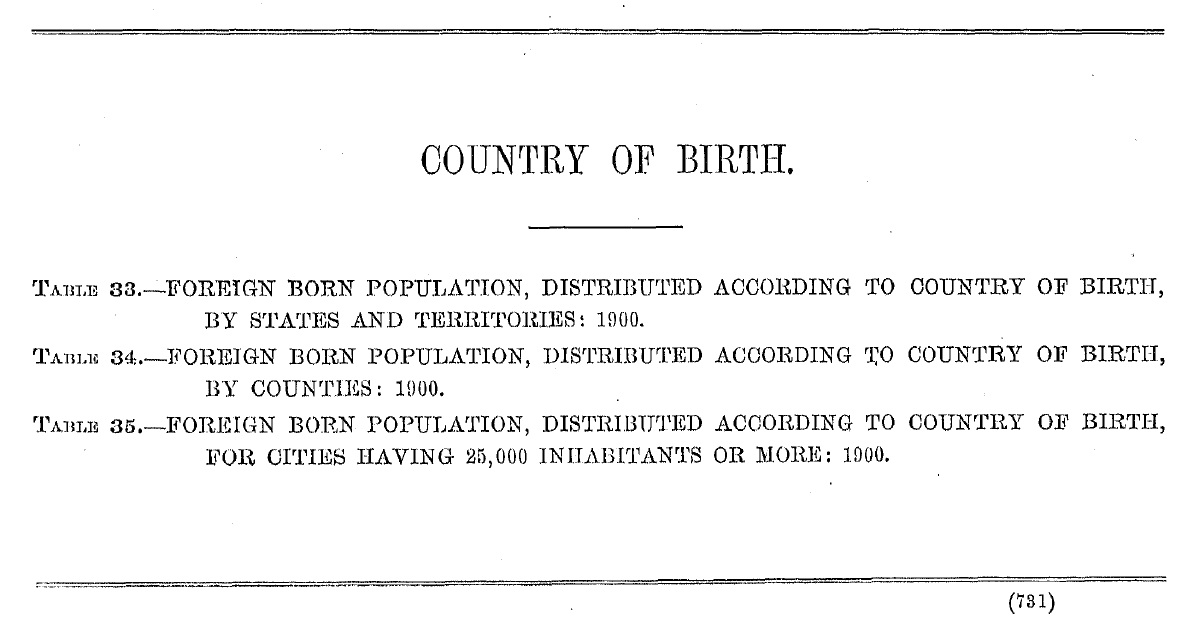 COUNTRY OF BIRTH.
TABLE 33.—FOREIGN BORN POPULATION, DISTRIBUTED ACCORDING TO COUNTRY OF BIRTH,
BY STATES AND TERRITORIES: 1900.
TABLE 34.—FOREIGN BORN POPULATION, DISTRIBUTED ACCORDING TO COUNTRY OF BIRTH,
BY COUNTIES: 1900.
TABLE 35.—FOREIGN BORN POPULATION, DISTRIBUTED ACCORDING TO COUNTRY OF BIRTH,
FOR CITIES HAVING 25,000 INHABITANTS OR MORE: 1900.
(731)